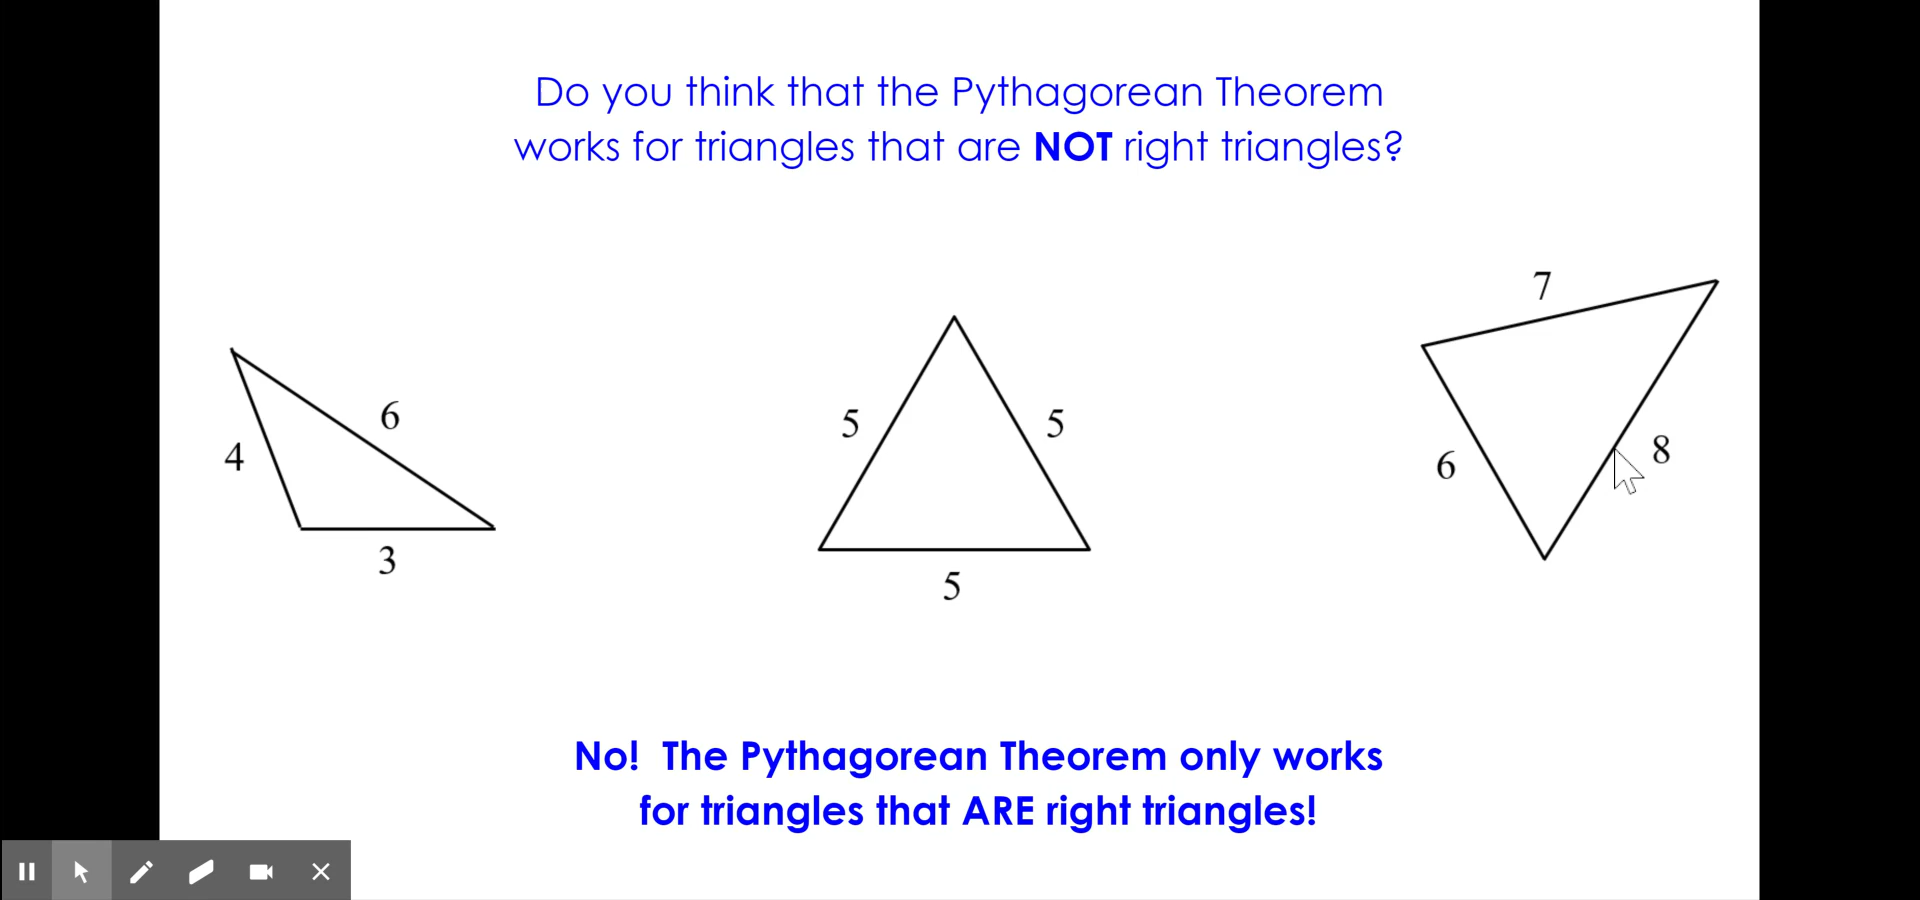 Do you think that the Pythagorean Theorem
works for triangles that are NOT right triangles?
7
6
4
3
5
5
5
6
8
No!  The Pythagorean Theorem only works
for triangles that ARE right triangles!